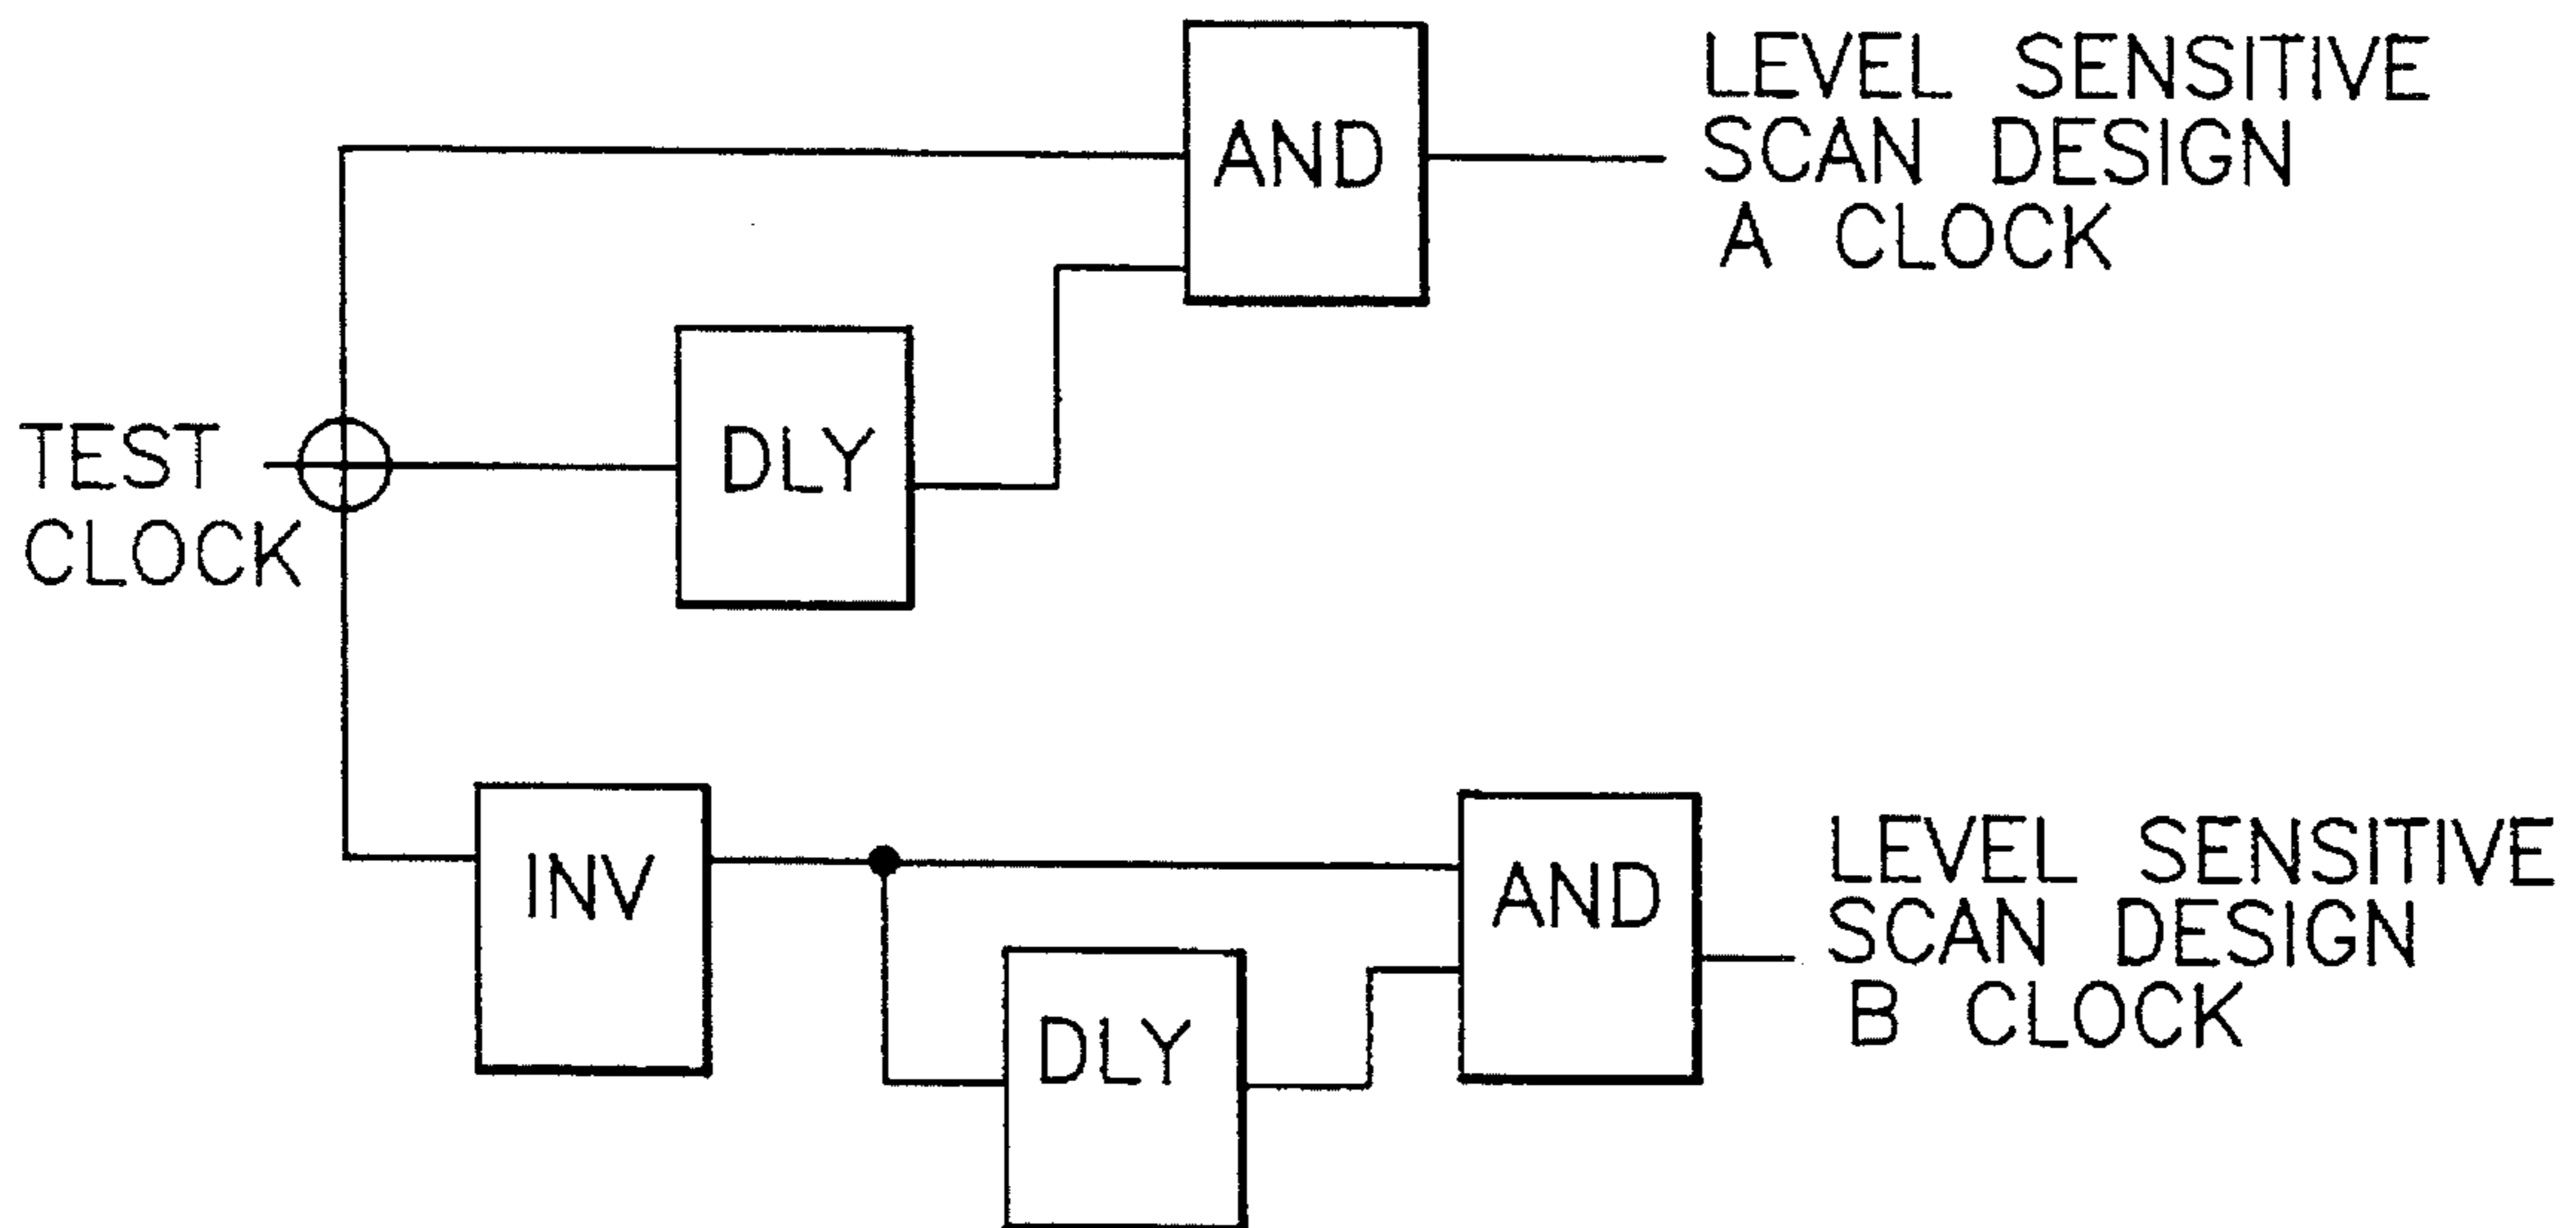 AND
LEVEL SENSITIVE
SCAN DESIGN
A CLOCK
DLY
TEST
CLOCK
INV
AND
LEVEL SENSITIVE
SCAN DESIGN
B CLOCK
DLY